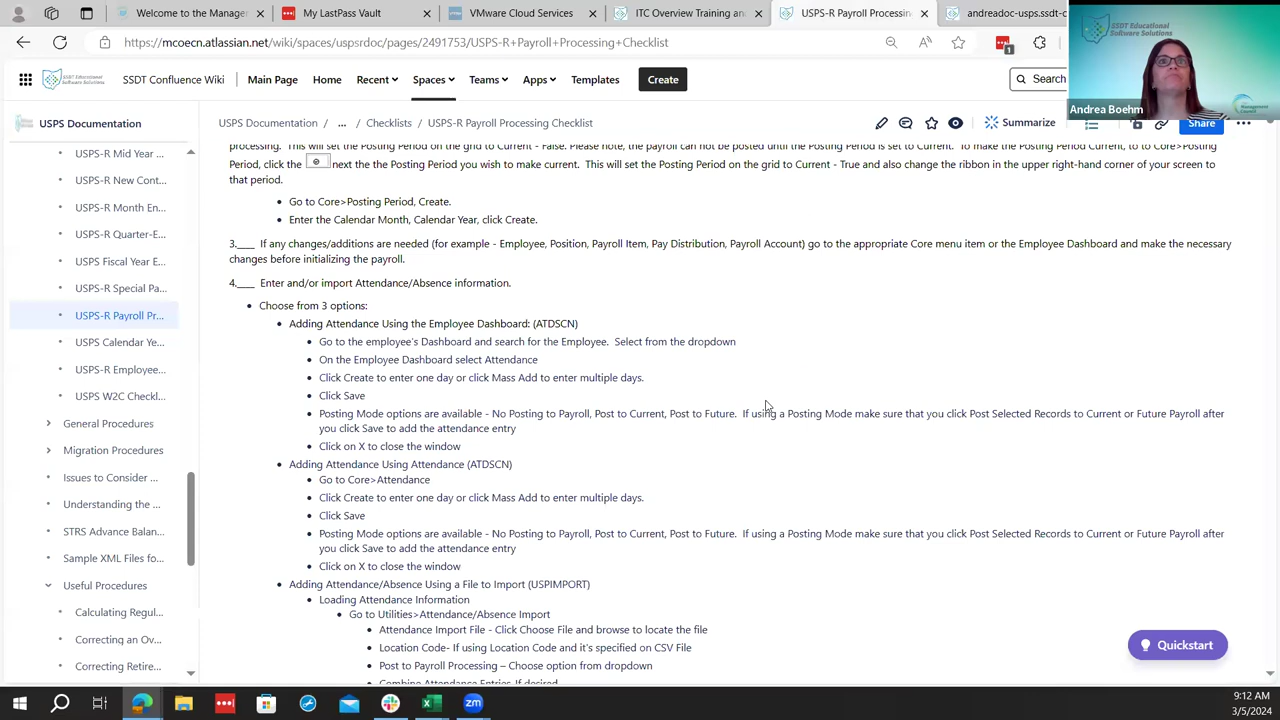 Welcome to the Manage
My LastPass Vault
VMware Cloud Services
ITC Overview Training an
USPS-R Payroll Processin
andreadoc-usps.ssdt-c
https://mcoecn.atlassian.net/wiki/spaces/uspsrdoc/pages/2491753/USPS-R+Payroll+Processing+Checklist
1
SSDT Educational
Software Solutions
SSDT Confluence Wiki
Main Page
Home
Recent
Spaces
Teams
Apps
Templates
Create
Search
SSDT Educational
Software Solutions
Management
Council
Andrea Boehm
USPS Documentation
USPS Documentation / ... / USPS-R Payroll Processing Checklist
Summarize
Share
USPS-R Mid Year ...
USPS-R New Cont...
USPS-R Month En...
USPS-R Quarter-E...
USPS Fiscal Year E...
USPS-R Special Pa...
USPS-R Payroll Pr...
USPS Calendar Ye...
USPS-R Employee...
USPS W2C Checkl...
General Procedures
Migration Procedures
Issues to Consider ...
Understanding the ...
STRS Advance Balan...
Sample XML Files fo...
Useful Procedures
Calculating Regul...
Correcting an Ov...
Correcting Retire...
processing. This will set the Posting Period on the grid to Current - False. Please note, the payroll can not be posted until the Posting Period is set to Current. To make the Posting Period Current, to to Core>Posting
Period, click the next the the Posting Period you wish to make current. This will set the Posting Period on the grid to Current - True and also change the ribbon in the upper right-hand corner of your screen to
that period.
Go to Core>Posting Period, Create.
Enter the Calendar Month, Calendar Year, click Create.
3.___ If any changes/additions are needed (for example - Employee, Position, Payroll Item, Pay Distribution, Payroll Account) go to the appropriate Core menu item or the Employee Dashboard and make the necessary
changes before initializing the payroll.
4.___ Enter and/or import Attendance/Absence information.
Choose from 3 options:
Adding Attendance Using the Employee Dashboard: (ATDSCN)
Go to the employee's Dashboard and search for the Employee. Select from the dropdown
On the Employee Dashboard select Attendance
Click Create to enter one day or click Mass Add to enter multiple days.
Click Save
Posting Mode options are available - No Posting to Payroll, Post to Current, Post to Future. If using a Posting Mode make sure that you click Post Selected Records to Current or Future Payroll after
you click Save to add the attendance entry
Click on X to close the window
Adding Attendance Using Attendance (ATDSCN)
Go to Core>Attendance
Click Create to enter one day or click Mass Add to enter multiple days.
Click Save
Posting Mode options are available - No Posting to Payroll, Post to Current, Post to Future. If using a Posting Mode make sure that you click Post Selected Records to Current or Future Payroll after
you click Save to add the attendance entry
Click on X to close the window
Adding Attendance/Absence Using a File to Import (USPIMPORT)
Loading Attendance Information
Go to Utilities>Attendance/Absence Import
Attendance Import File - Click Choose File and browse to locate the file
Location Code- If using Location Code and it's specified on CSV File
Post to Payroll Processing – Choose option from dropdown
Combine Attendance Entries-If desired
Quickstart
9:12 AM
3/5/2024